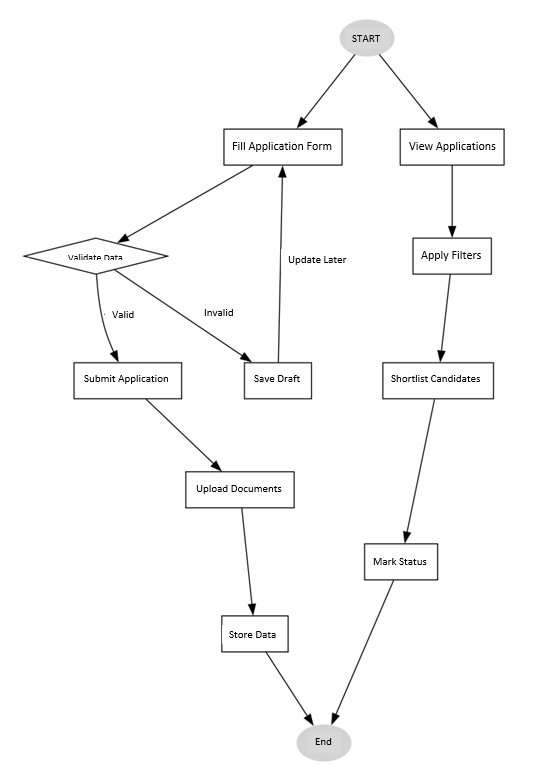 START
Fill Application Form
View Applications
Validate Data
Update Later
Apply Filters
Valid
Invalid
Submit Application
Save Draft
Shortlist Candidates
Upload Documents
Mark Status
Store Data
End